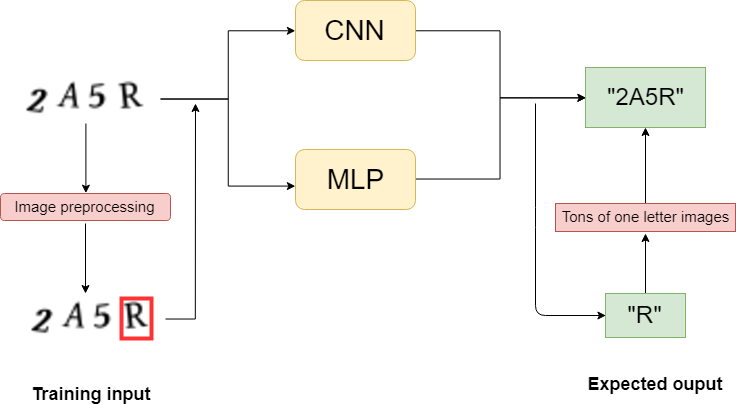 CNN
2 A 5 R
"2A5R"
MLP
Image preprocessing
Tons of one letter images
2 A 5 R
"R"
Training input
Expected ouput